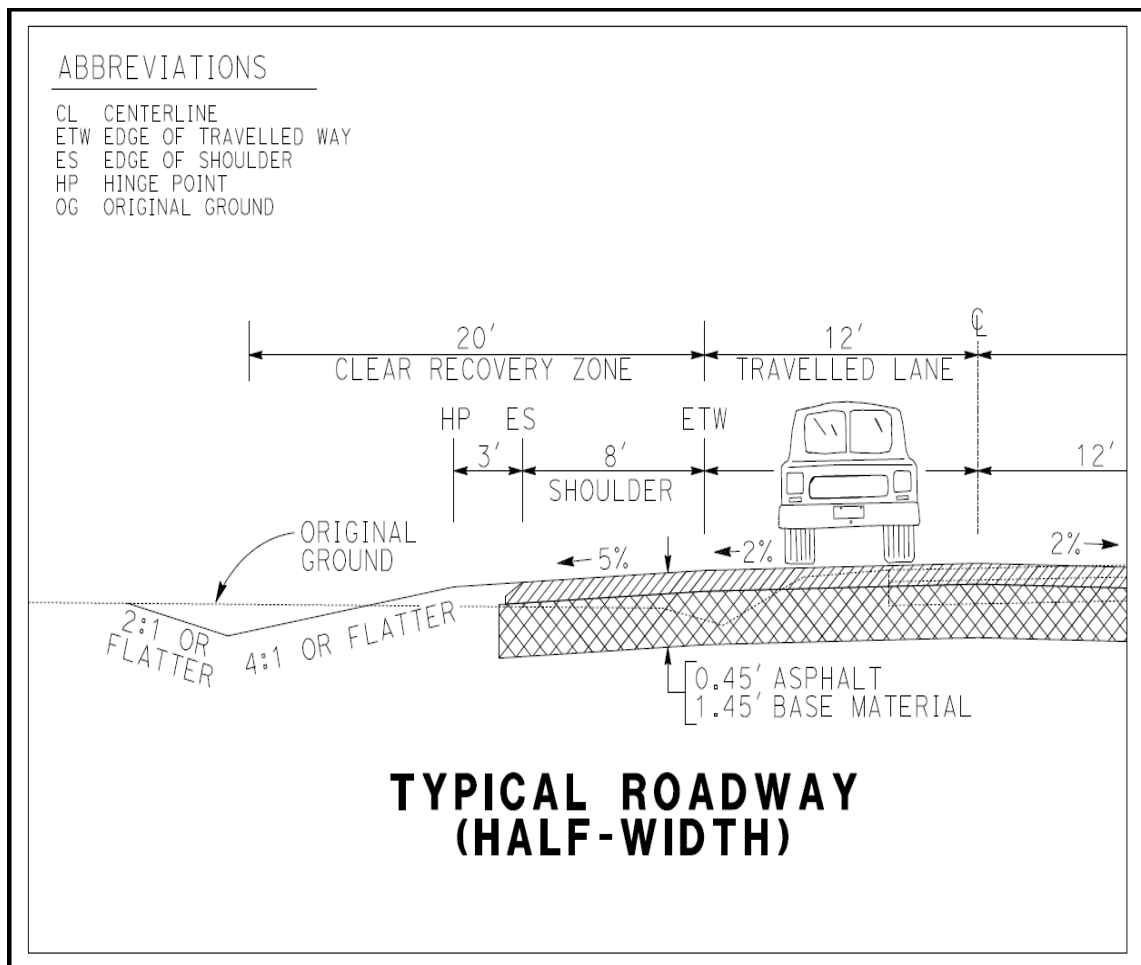 ABBREVIATIONS
CL CENTERLINE
ETW EDGE OF TRAVELLED WAY
ES EDGE OF SHOULDER
HP HINGE POINT
OG ORIGINAL GROUND
℄
20′ 12′
CLEAR RECOVERY ZONE TRAVELLED LANE
HP ES ETW
3′ 8′ 12′
SHOULDER
ORIGINAL
GROUND
5% 2% 2%
2:1 OR
FLATTER
4:1 OR FLATTER
0.45′ ASPHALT
1.45′ BASE MATERIAL
TYPICAL ROADWAY
(HALF-WIDTH)